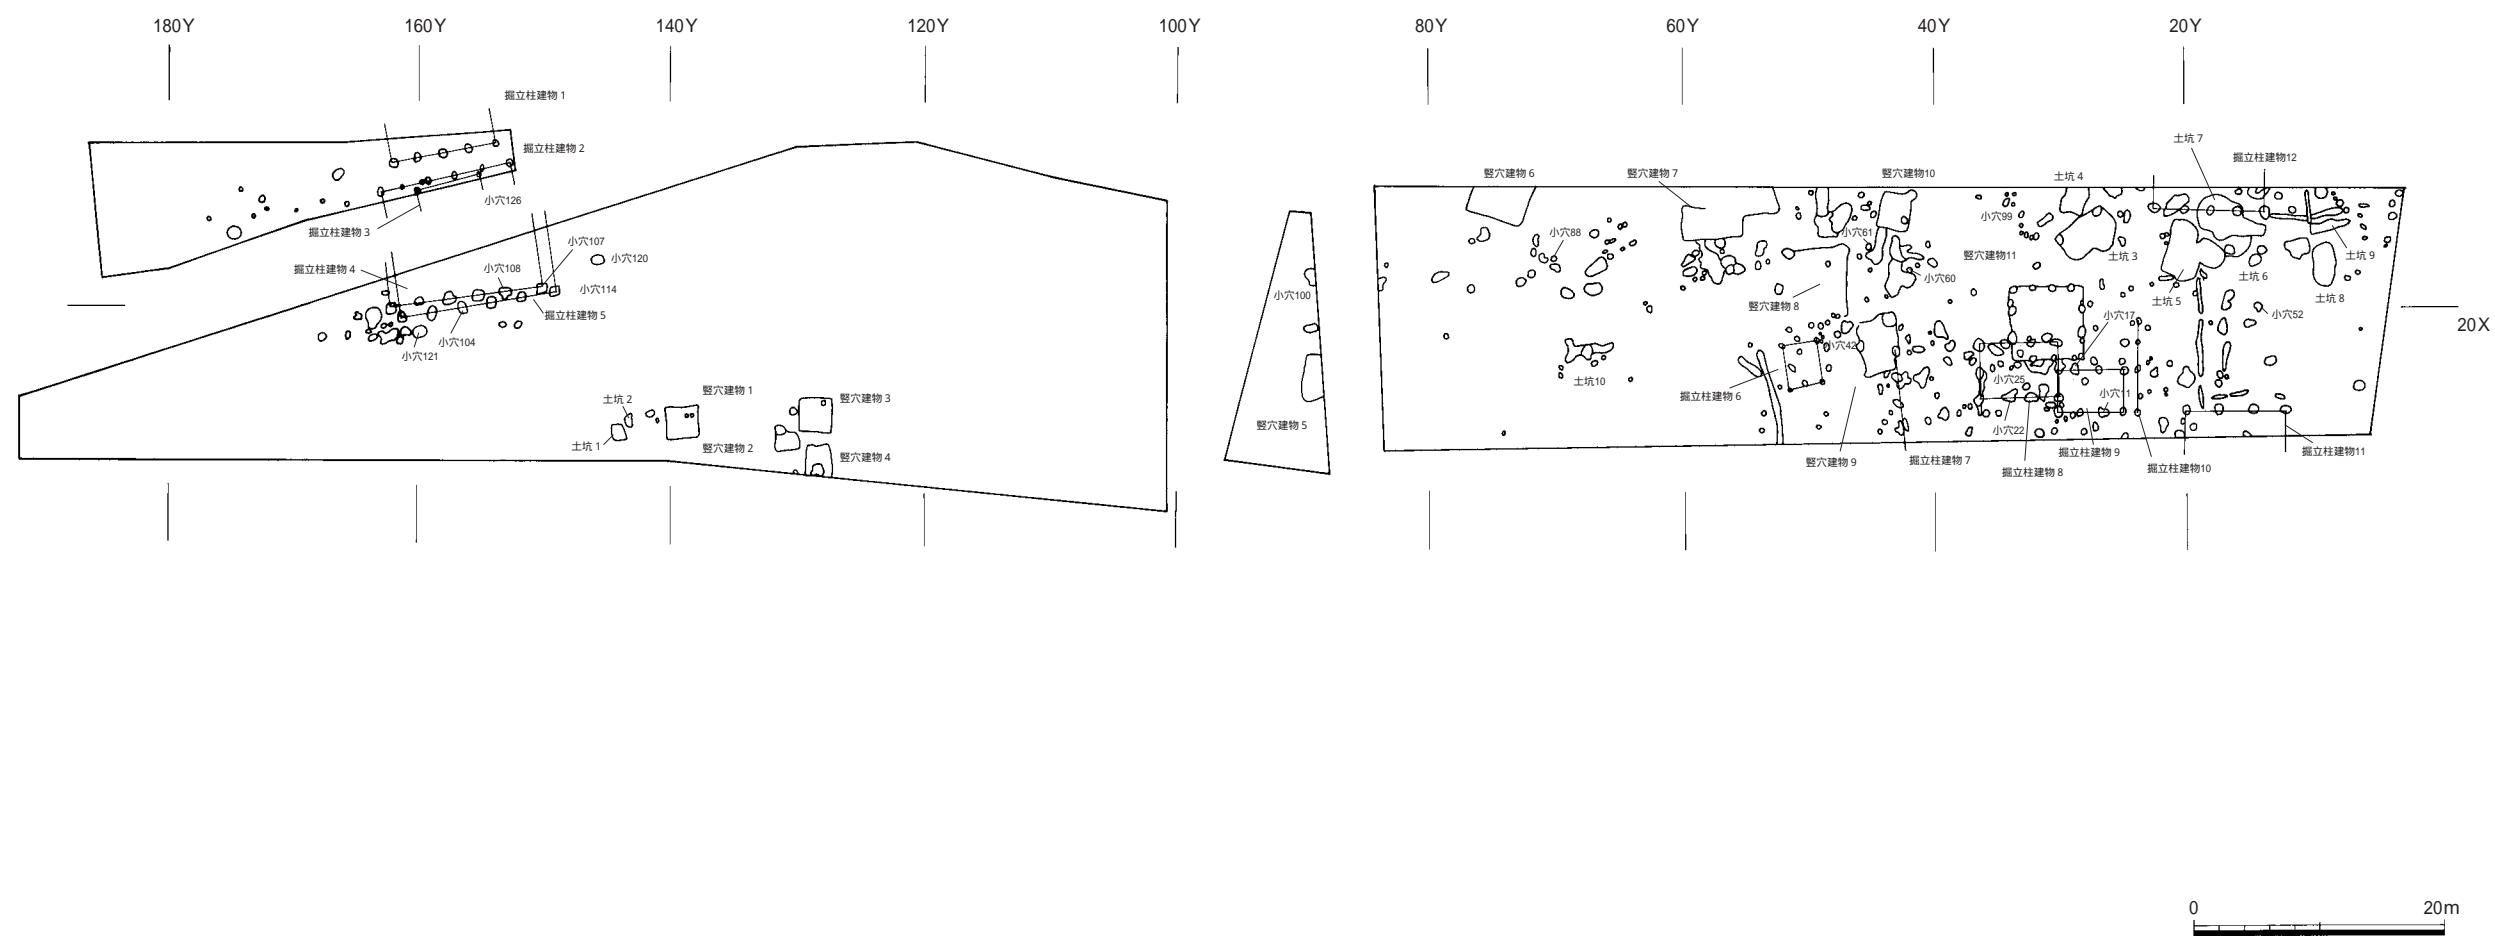 180Y 160Y 140Y 120Y 100Y 80Y 60Y 40Y 20Y
掘立柱建物 1
掘立柱建物 2
小穴126
掘立柱建物 3
小穴107
小穴120
掘立柱建物 4
小穴108
小穴114
掘立柱建物 5
小穴104
小穴121
竪穴建物 1
竪穴建物 3
土坑 2
土坑 1
竪穴建物 2
竪穴建物 4
小穴100
竪穴建物 5
土坑 7
掘立柱建物12
竪穴建物 6
竪穴建物 7
竪穴建物10
土坑 4
小穴99
小穴88
小穴61
竪穴建物11
土坑 3
土坑 9
小穴60
土坑 6
竪穴建物 8
土坑 5
土坑 8
小穴17
小穴52
20X
小穴42
土坑10
小穴25
掘立柱建物 6
小穴11
小穴22
竪穴建物 9
掘立柱建物 7
掘立柱建物 8
掘立柱建物 9
掘立柱建物10
掘立柱建物11
0 20m